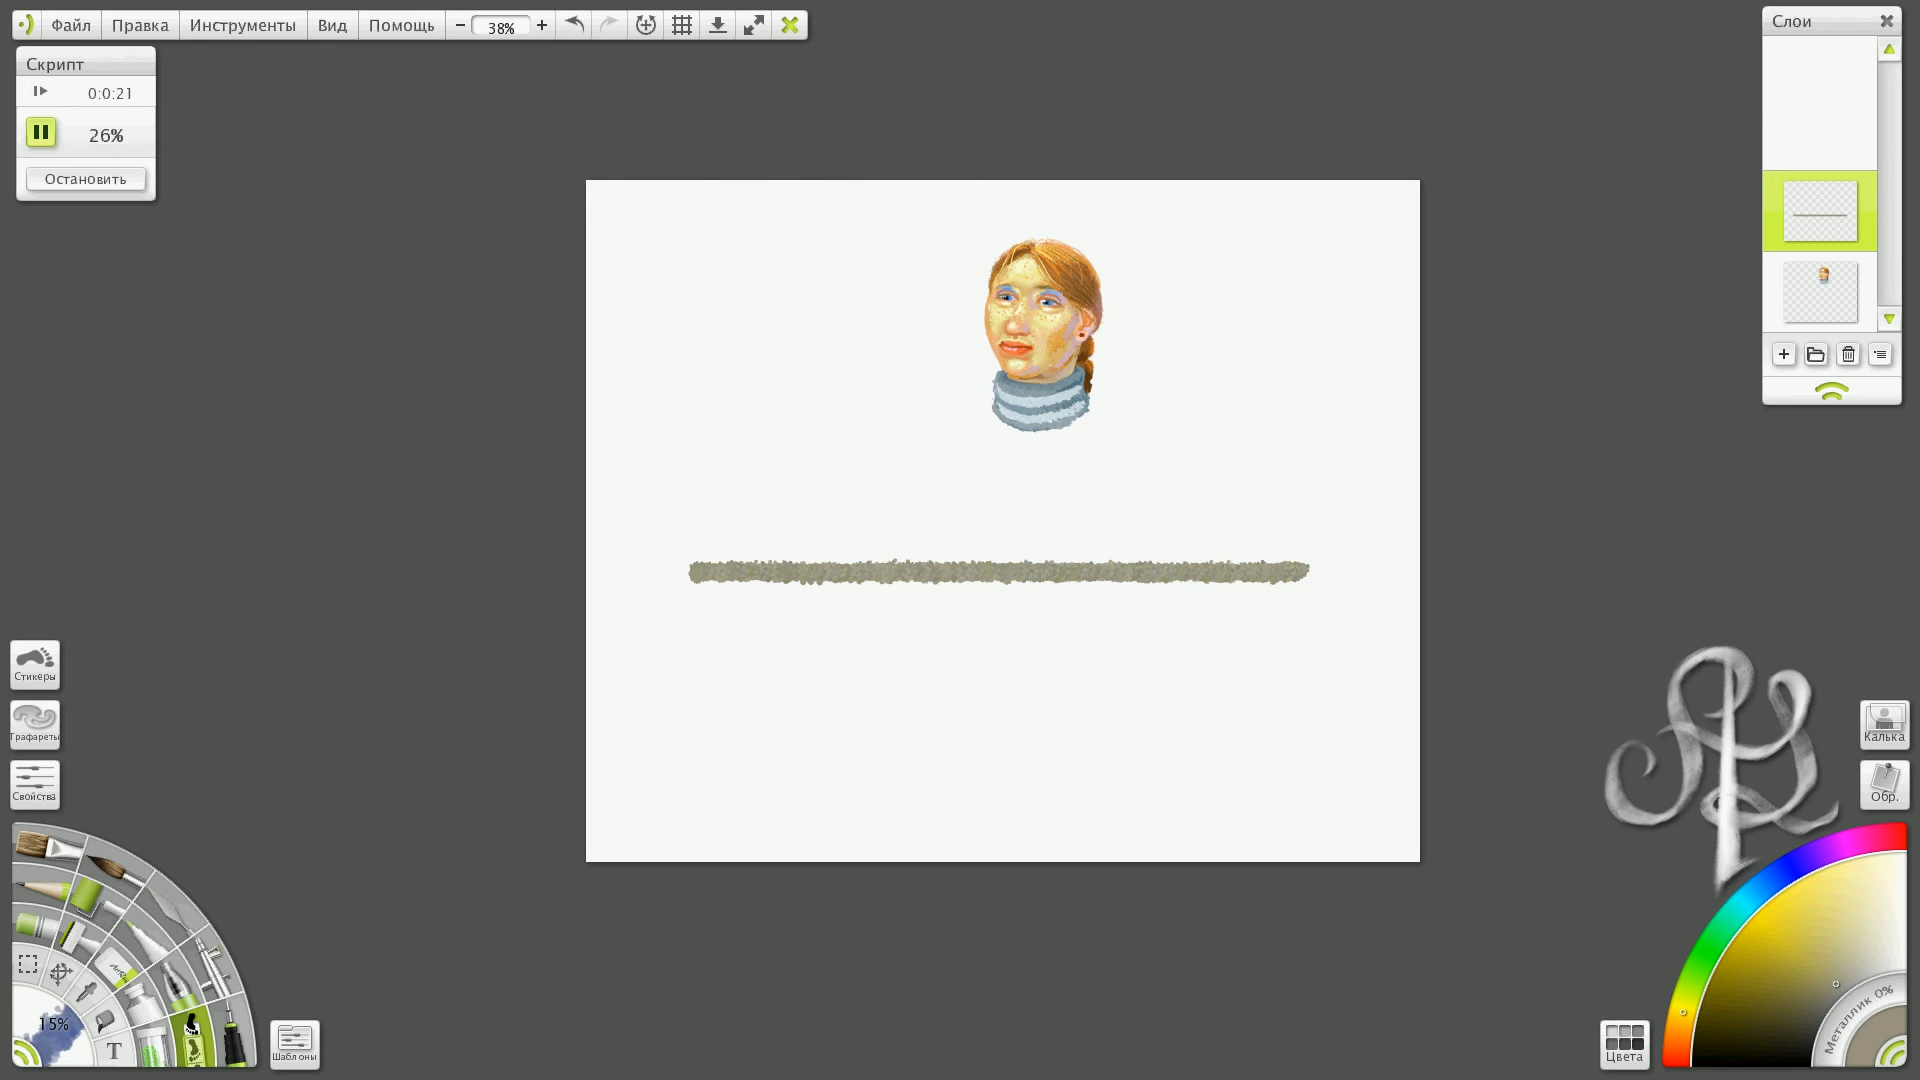 Файл Правка Инструменты Вид Помощь − 38% +
Скрипт
0:0:21
26%
Остановить
Слои
Стикеры
Трафареты
Свойства
15%
T
Шаблоны
Калька
Обр.
Металлик 0%
Цвета